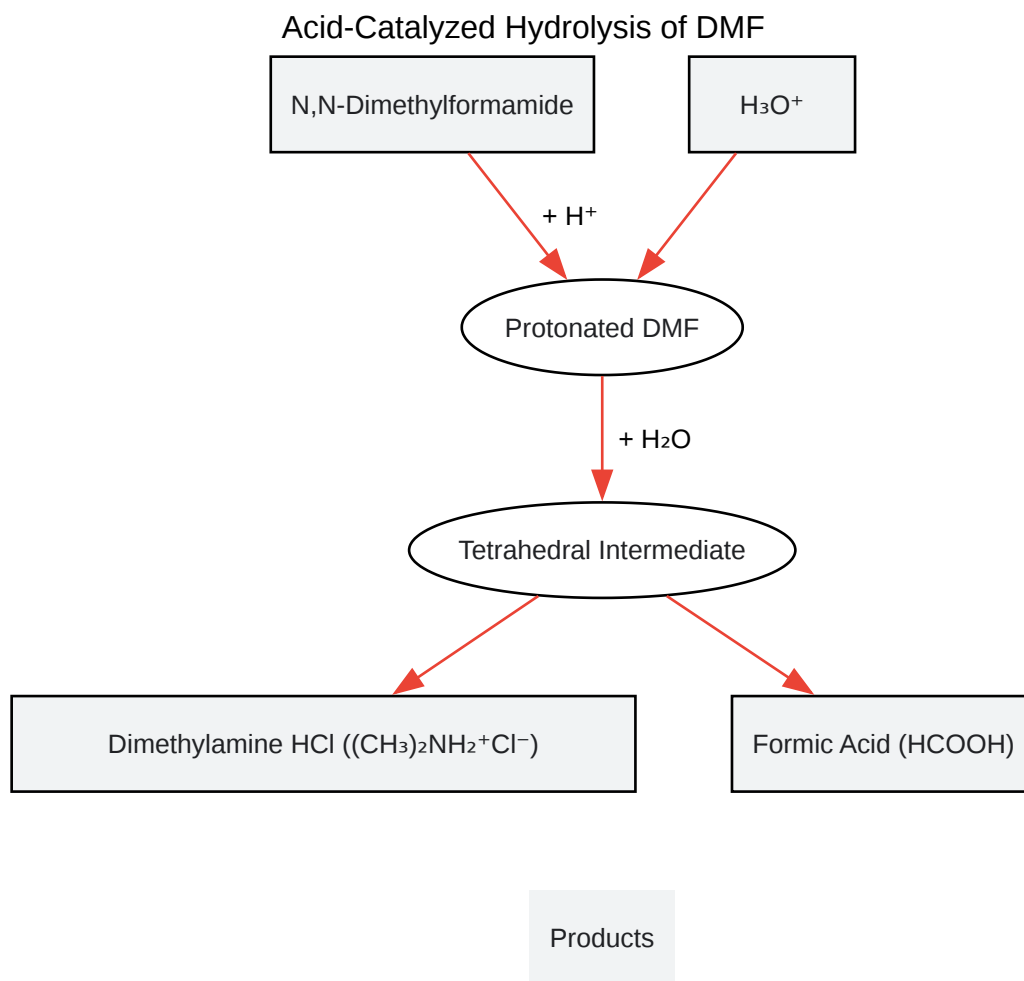 Acid-Catalyzed Hydrolysis of DMF
N,N-Dimethylformamide
H₃O⁺
+ H⁺
Protonated DMF
+ H₂O
Tetrahedral Intermediate
Dimethylamine HCl ((CH₃)₂NH₂⁺Cl⁻)
Formic Acid (HCOOH)
Products